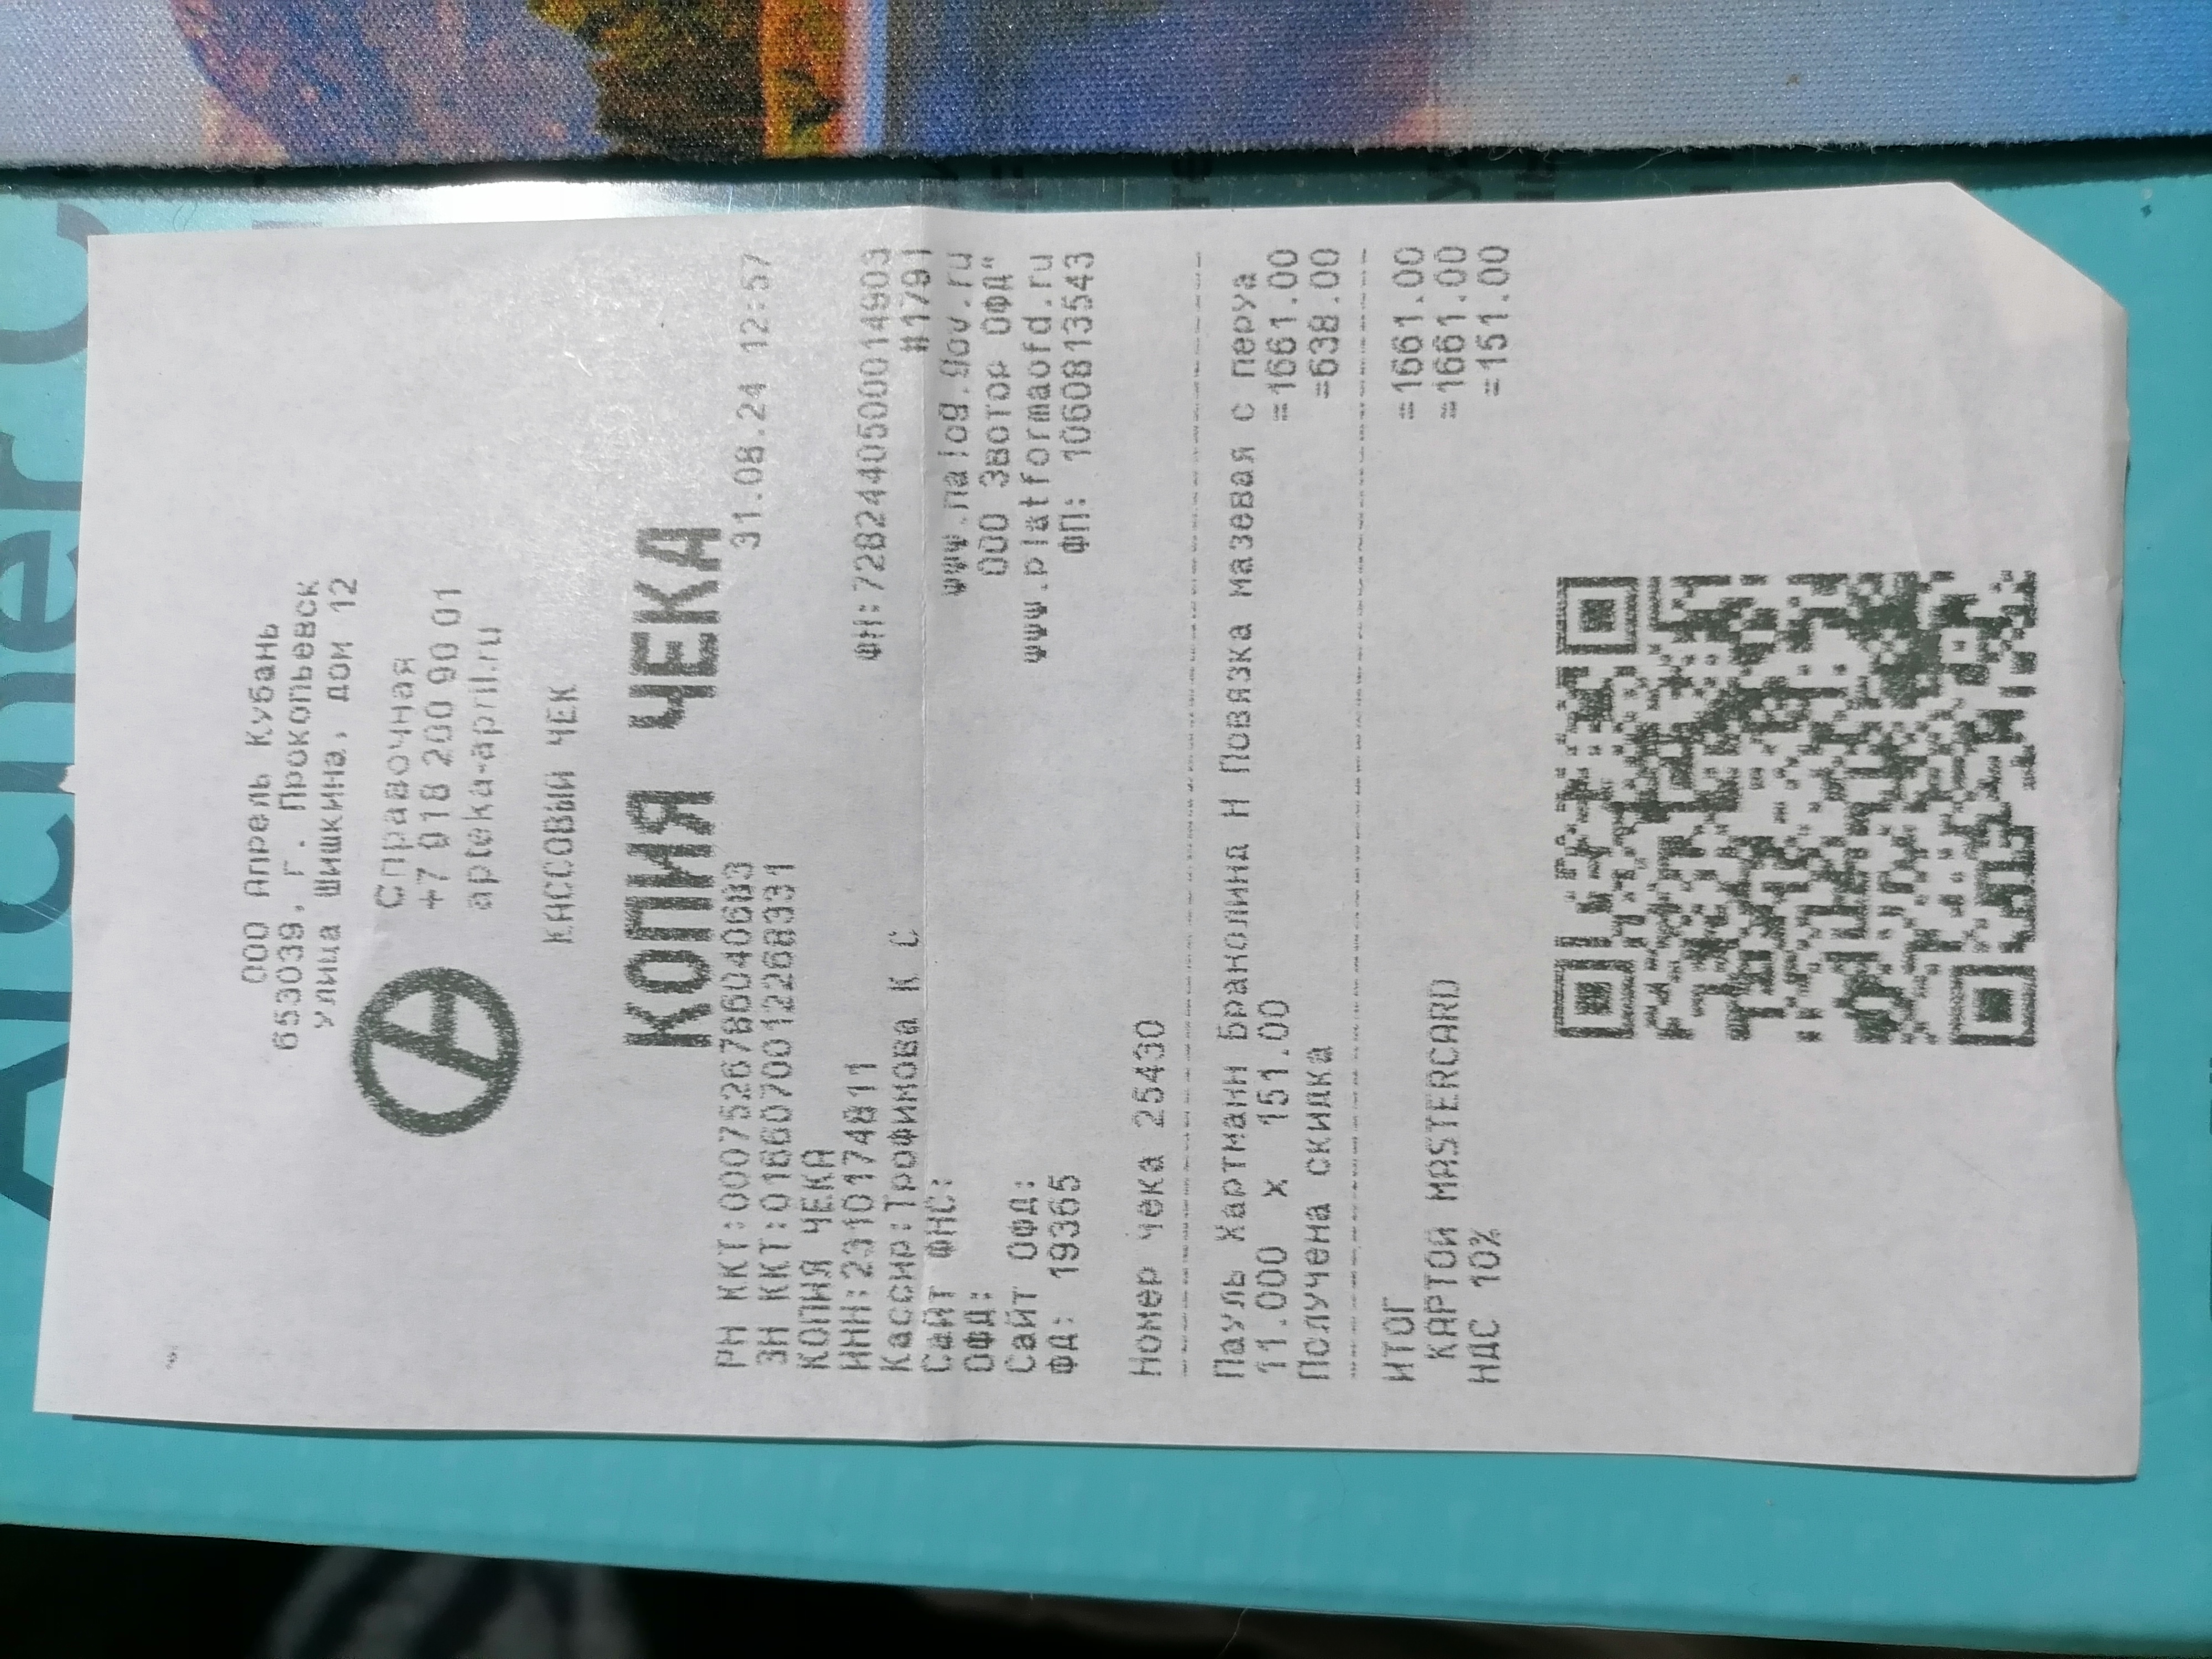 ООО Апрель Кубань
653039, г. Прокопьевск
улица Шишкина, дом 12
Справочная
+7 918 200 90 01
apteka-april.ru
КАССОВЫЙ ЧЕК
КОПИЯ ЧЕКА
31.08.24 12:57
РН ККТ:0007526786040683
ЗН ККТ:0166070012268331
КОПИЯ ЧЕКА
ИНН:2310174811 ФН:7282440500014903
Кассир:Трофимова К С #1791
Сайт ФНС: www.nalog.gov.ru
ОФД: ООО Эвотор ОФД"
Сайт ОФД: www.platformaofd.ru
ФД: 19365 ФП: 1060813543
Номер чека 25430
Пауль Хартманн Бранолинд Н Повязка мазевая с перуа
11.000 x 151.00 =1661.00
Получена скидка =638.00
ИТОГ =1661.00
КАРТОЙ MASTERCARD =1661.00
НДС 10% =151.00